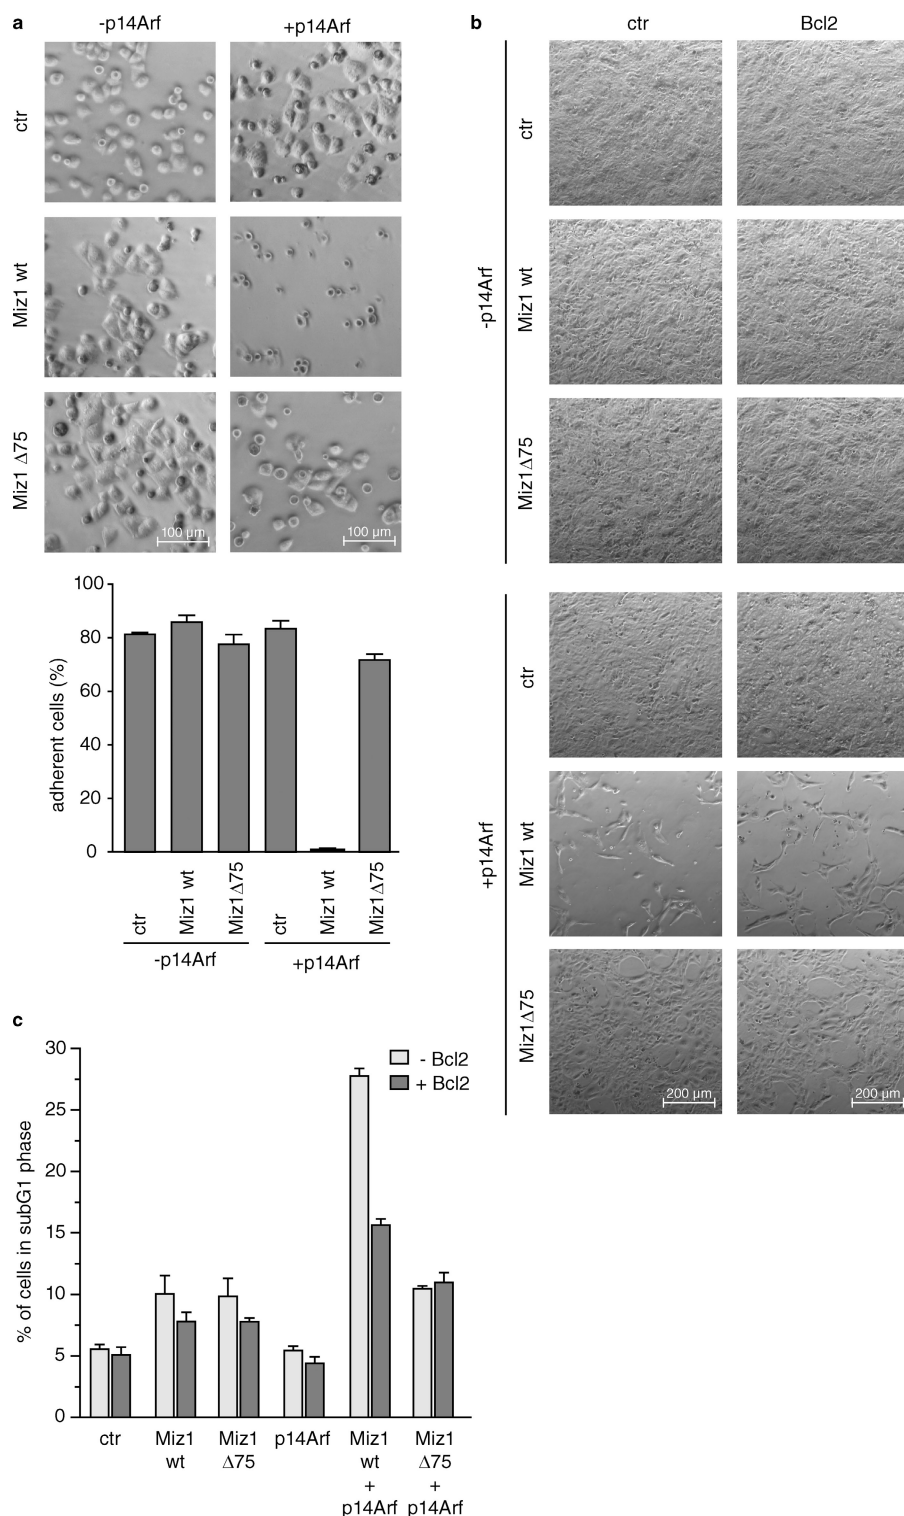 a
-p14Arf
+p14Arf
ctr
Miz1 wt
Miz1 Δ75
100 µm
100 µm
100
80
60
40
20
0
adherent cells (%)
ctr
Miz1 wt
Miz1Δ75
ctr
Miz1 wt
Miz1Δ75
-p14Arf
+p14Arf
b
ctr
Bcl2
-p14Arf
ctr
Miz1 wt
Miz1Δ75
+p14Arf
ctr
Miz1 wt
Miz1Δ75
200 µm
200 µm
c
30
25
20
15
10
5
0
% of cells in subG1 phase
- Bcl2
+ Bcl2
ctr
Miz1
wt
Miz1
Δ75
p14Arf
Miz1
wt
+
p14Arf
Miz1
Δ75
+
p14Arf